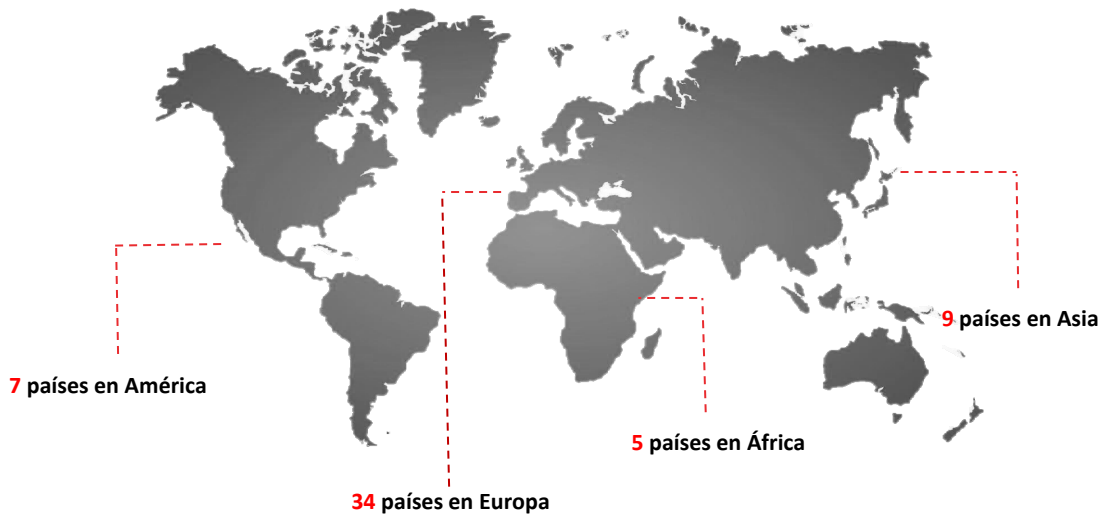 9 países en Asia
7 países en América
5 países en África
34 países en Europa